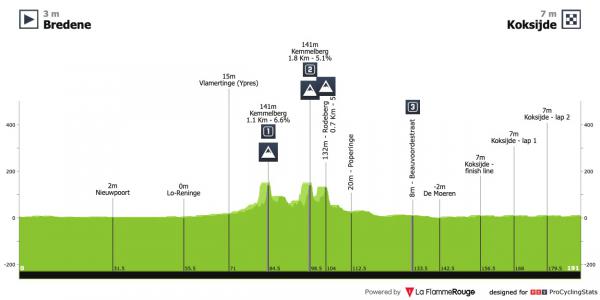 3 m
Bredene
7 m
Koksijde
141m
Kemmelberg
1.8 Km - 5.1%
2
15m
Vlamertinge (Ypres)
141m
Kemmelberg
1.1 Km - 6.6%
1
132m - Rodeberg
0.7 Km - 5
20m - Poperinge
3
8m - Beauvoordestraat
2m
Nieuwpoort
0m
Lo-Reninge
-2m
De Moeren
7m
Koksijde -
finish line
7m
Koksijde - lap 1
7m
Koksijde - lap 2
400
200
0
-200
400
200
0
-200
31.5
55.5
71
84.5
98.5
104
112.5
133.5
142.5
156.5
168
179.5
191
Powered by LaFlammeRouge
designed for PCS ProCyclingStats